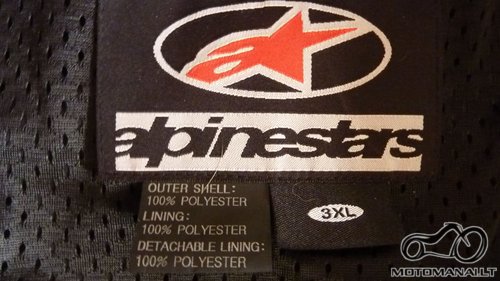 alpinestars
OUTER SHELL:
100% POLYESTER
LINING:
100% POLYESTER
DETACHABLE LINING:
100% POLYESTER
3XL
MOTOMANAI.LT